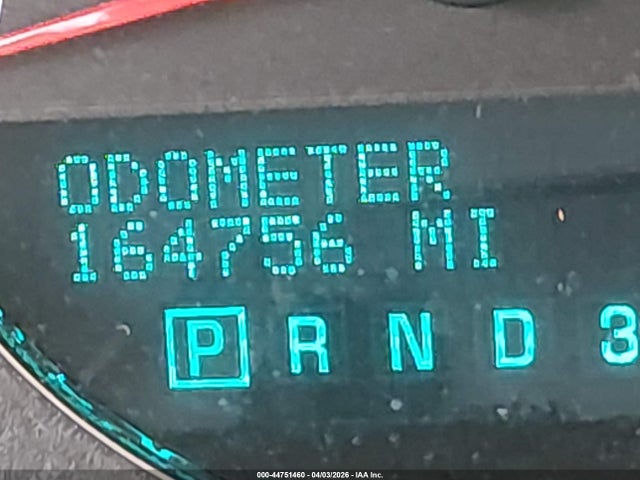 ODOMETER
164756 MI
P R N D 3
000-44751460 - 04/03/2026 - IAA Inc.